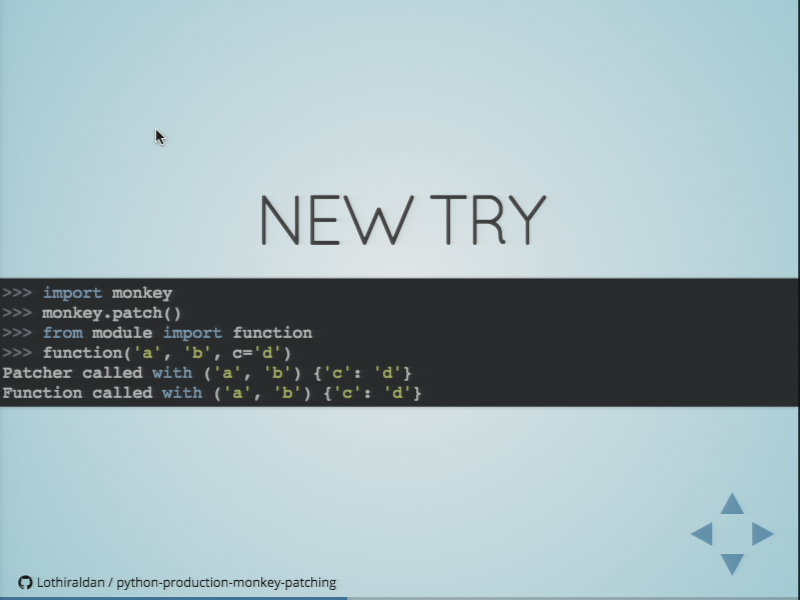 NEW TRY
>>> import monkey
>>> monkey.patch()
>>> from module import function
>>> function('a', 'b', c='d')
Patcher called with ('a', 'b') {'c': 'd'}
Function called with ('a', 'b') {'c': 'd'}
Lothiraldan / python-production-monkey-patching